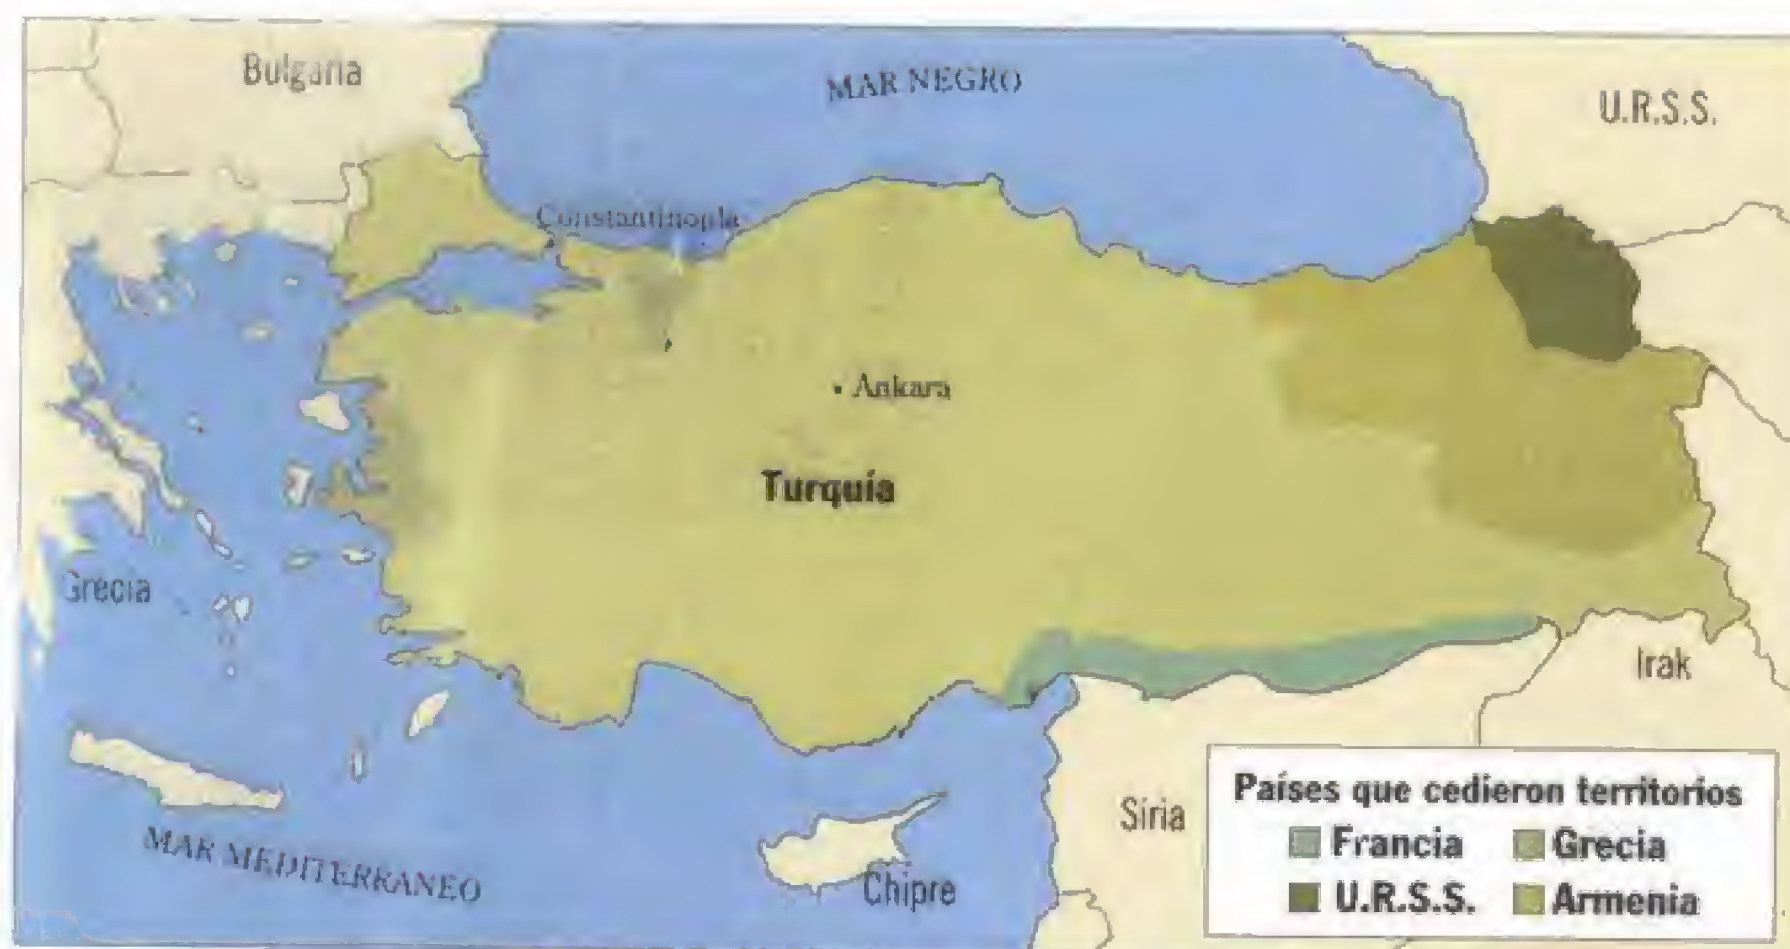 Bulgaria
MAR NEGRO
U.R.S.S.
Constantinopla
Ankara
Turquía
Grecia
Irak
Siria
Chipre
MAR MEDITERRANEO
Países que cedieron territorios
Francia Grecia
U.R.S.S. Armenia